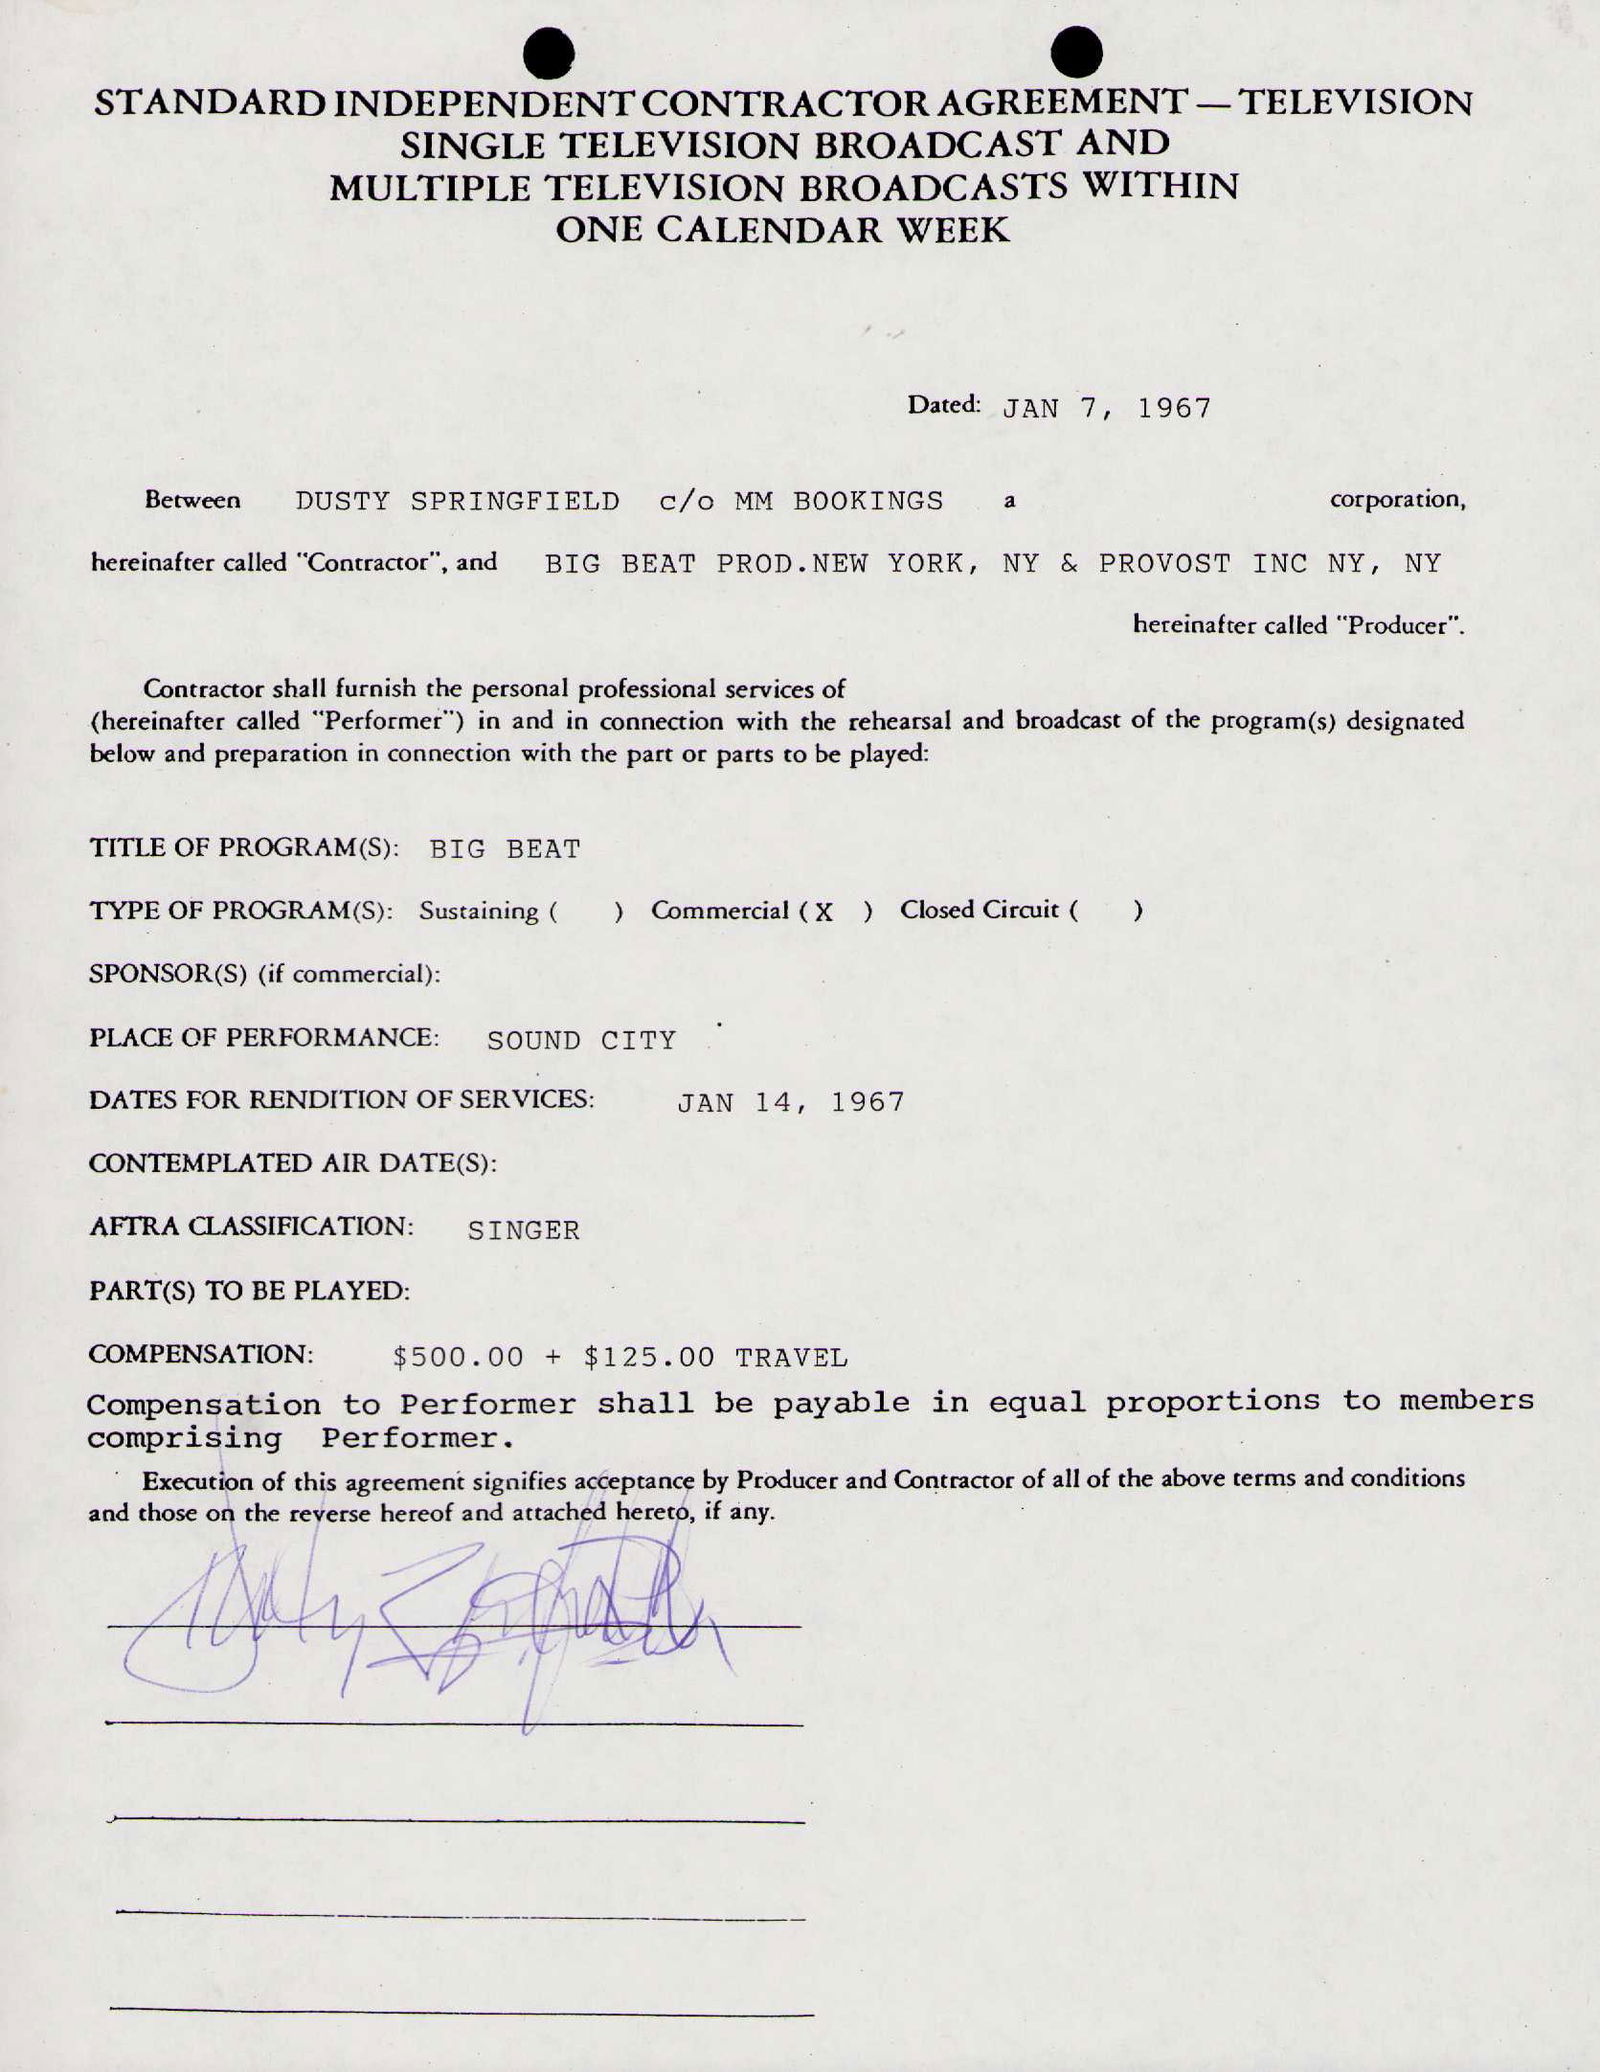 STANDARD INDEPENDENT CONTRACTOR AGREEMENT — TELEVISION
SINGLE TELEVISION BROADCAST AND
MULTIPLE TELEVISION BROADCASTS WITHIN
ONE CALENDAR WEEK
Dated: JAN 7, 1967
Between DUSTY SPRINGFIELD c/o MM BOOKINGS a corporation,
hereinafter called "Contractor", and BIG BEAT PROD.NEW YORK, NY & PROVOST INC NY, NY
hereinafter called "Producer".
Contractor shall furnish the personal professional services of
(hereinafter called "Performer") in and in connection with the rehearsal and broadcast of the program(s) designated
below and preparation in connection with the part or parts to be played:
TITLE OF PROGRAM(S): BIG BEAT
TYPE OF PROGRAM(S): Sustaining ( ) Commercial ( X ) Closed Circuit ( )
SPONSOR(S) (if commercial):
PLACE OF PERFORMANCE: SOUND CITY
DATES FOR RENDITION OF SERVICES: JAN 14, 1967
CONTEMPLATED AIR DATE(S):
AFTRA CLASSIFICATION: SINGER
PART(S) TO BE PLAYED:
COMPENSATION: $500.00 + $125.00 TRAVEL
Compensation to Performer shall be payable in equal proportions to members
comprising Performer.
Execution of this agreement signifies acceptance by Producer and Contractor of all of the above terms and conditions
and those on the reverse hereof and attached hereto, if any.